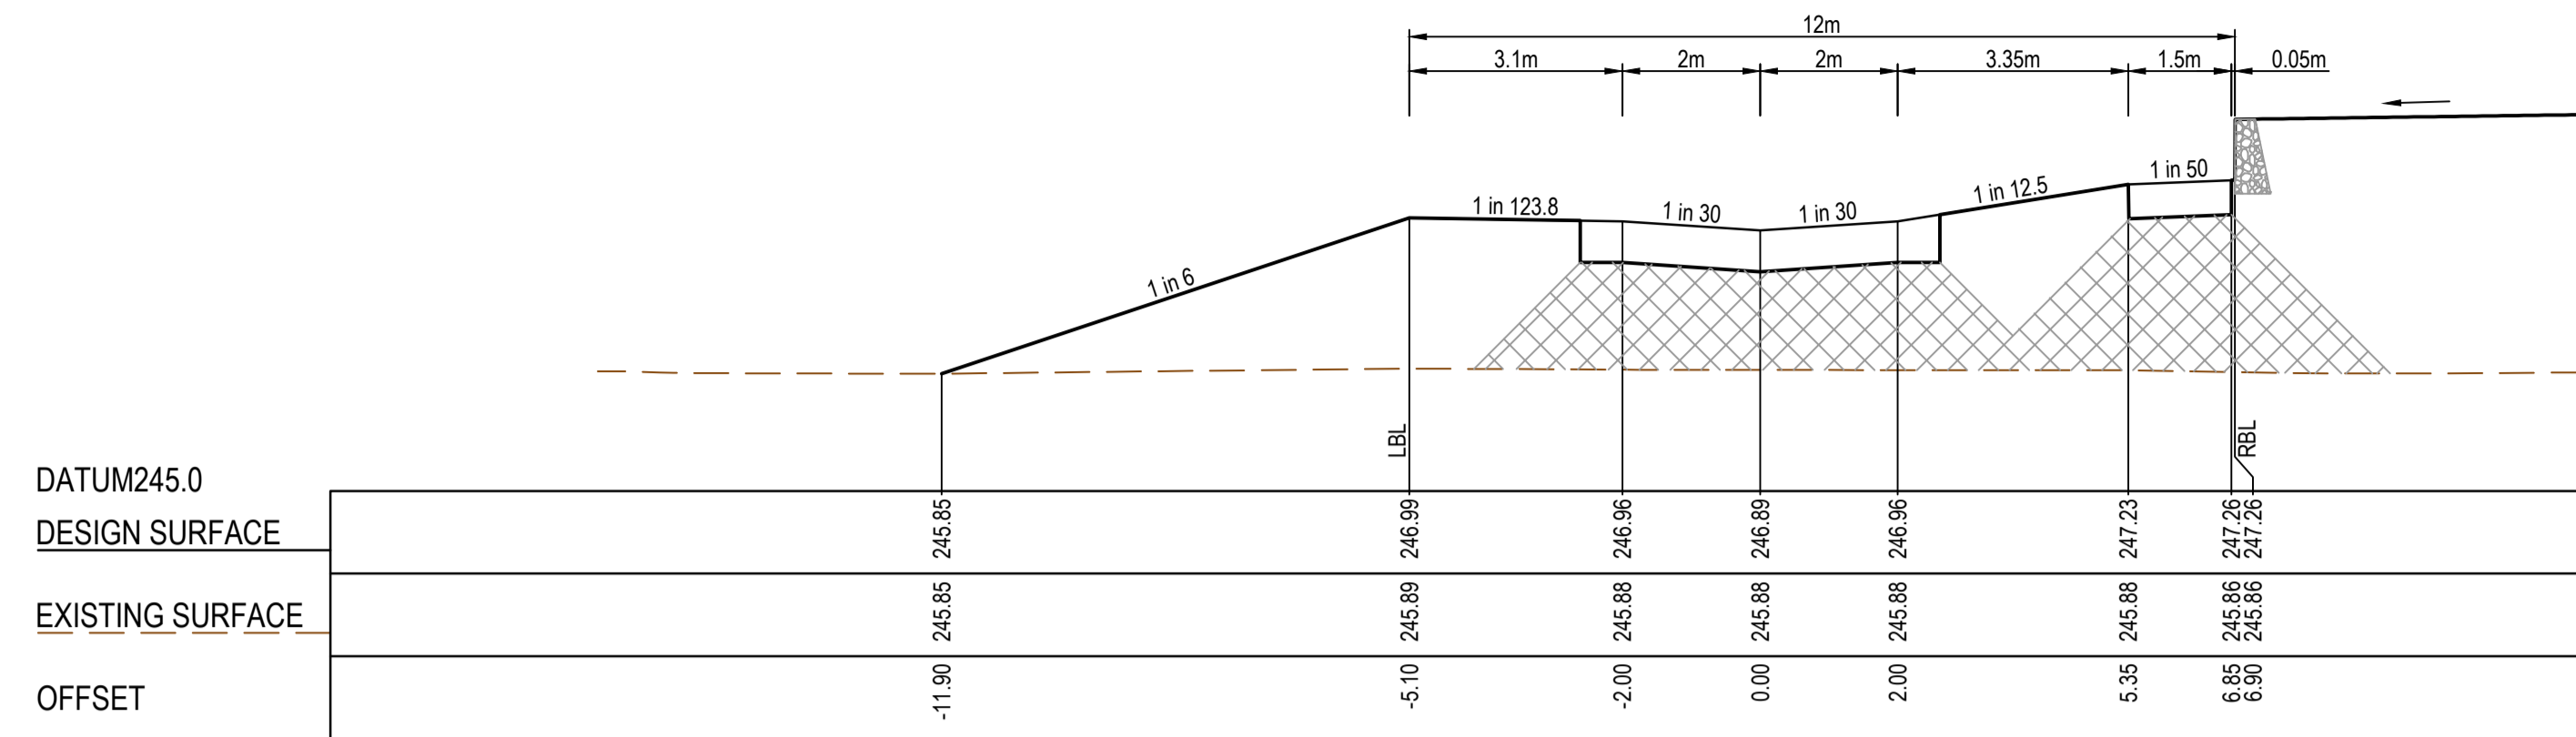 12m
3.1m 2m 2m 3.35m 1.5m 0.05m
1 in 6
1 in 123.8
1 in 30
1 in 30
1 in 12.5
1 in 50
LBL
RBL
DATUM245.0
DESIGN SURFACE 245.85 246.99 246.96 246.89 246.96 247.23 247.26 247.26
EXISTING SURFACE 245.85 245.89 245.88 245.88 245.88 245.88 245.86 245.86
OFFSET -11.90 -5.10 -2.00 0.00 2.00 5.35 6.85 6.90